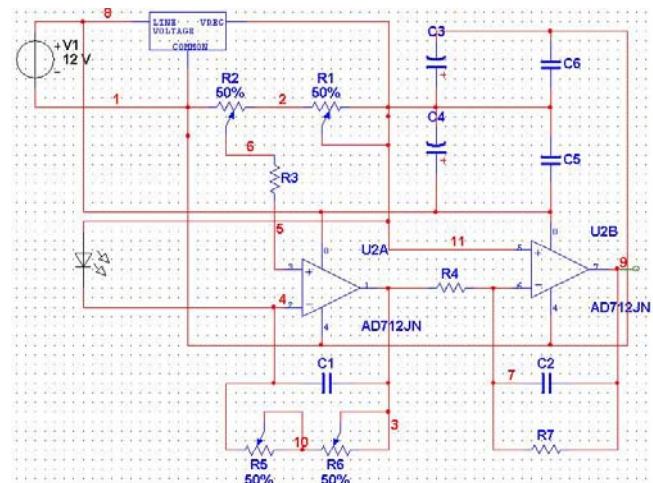 8
LINE VREG
VOLTAGE
COMMON
V1
12 V
+
-
1
R2
50%
2
R1
50%
C3
+
C6
C4
+
C5
6
R3
5
11
U2A
8
3
+
4
2
-
1
4
AD712JN
R4
U2B
8
5
+
6
-
7
9
4
AD712JN
C1
7
C2
3
R7
10
R5
50%
R6
50%